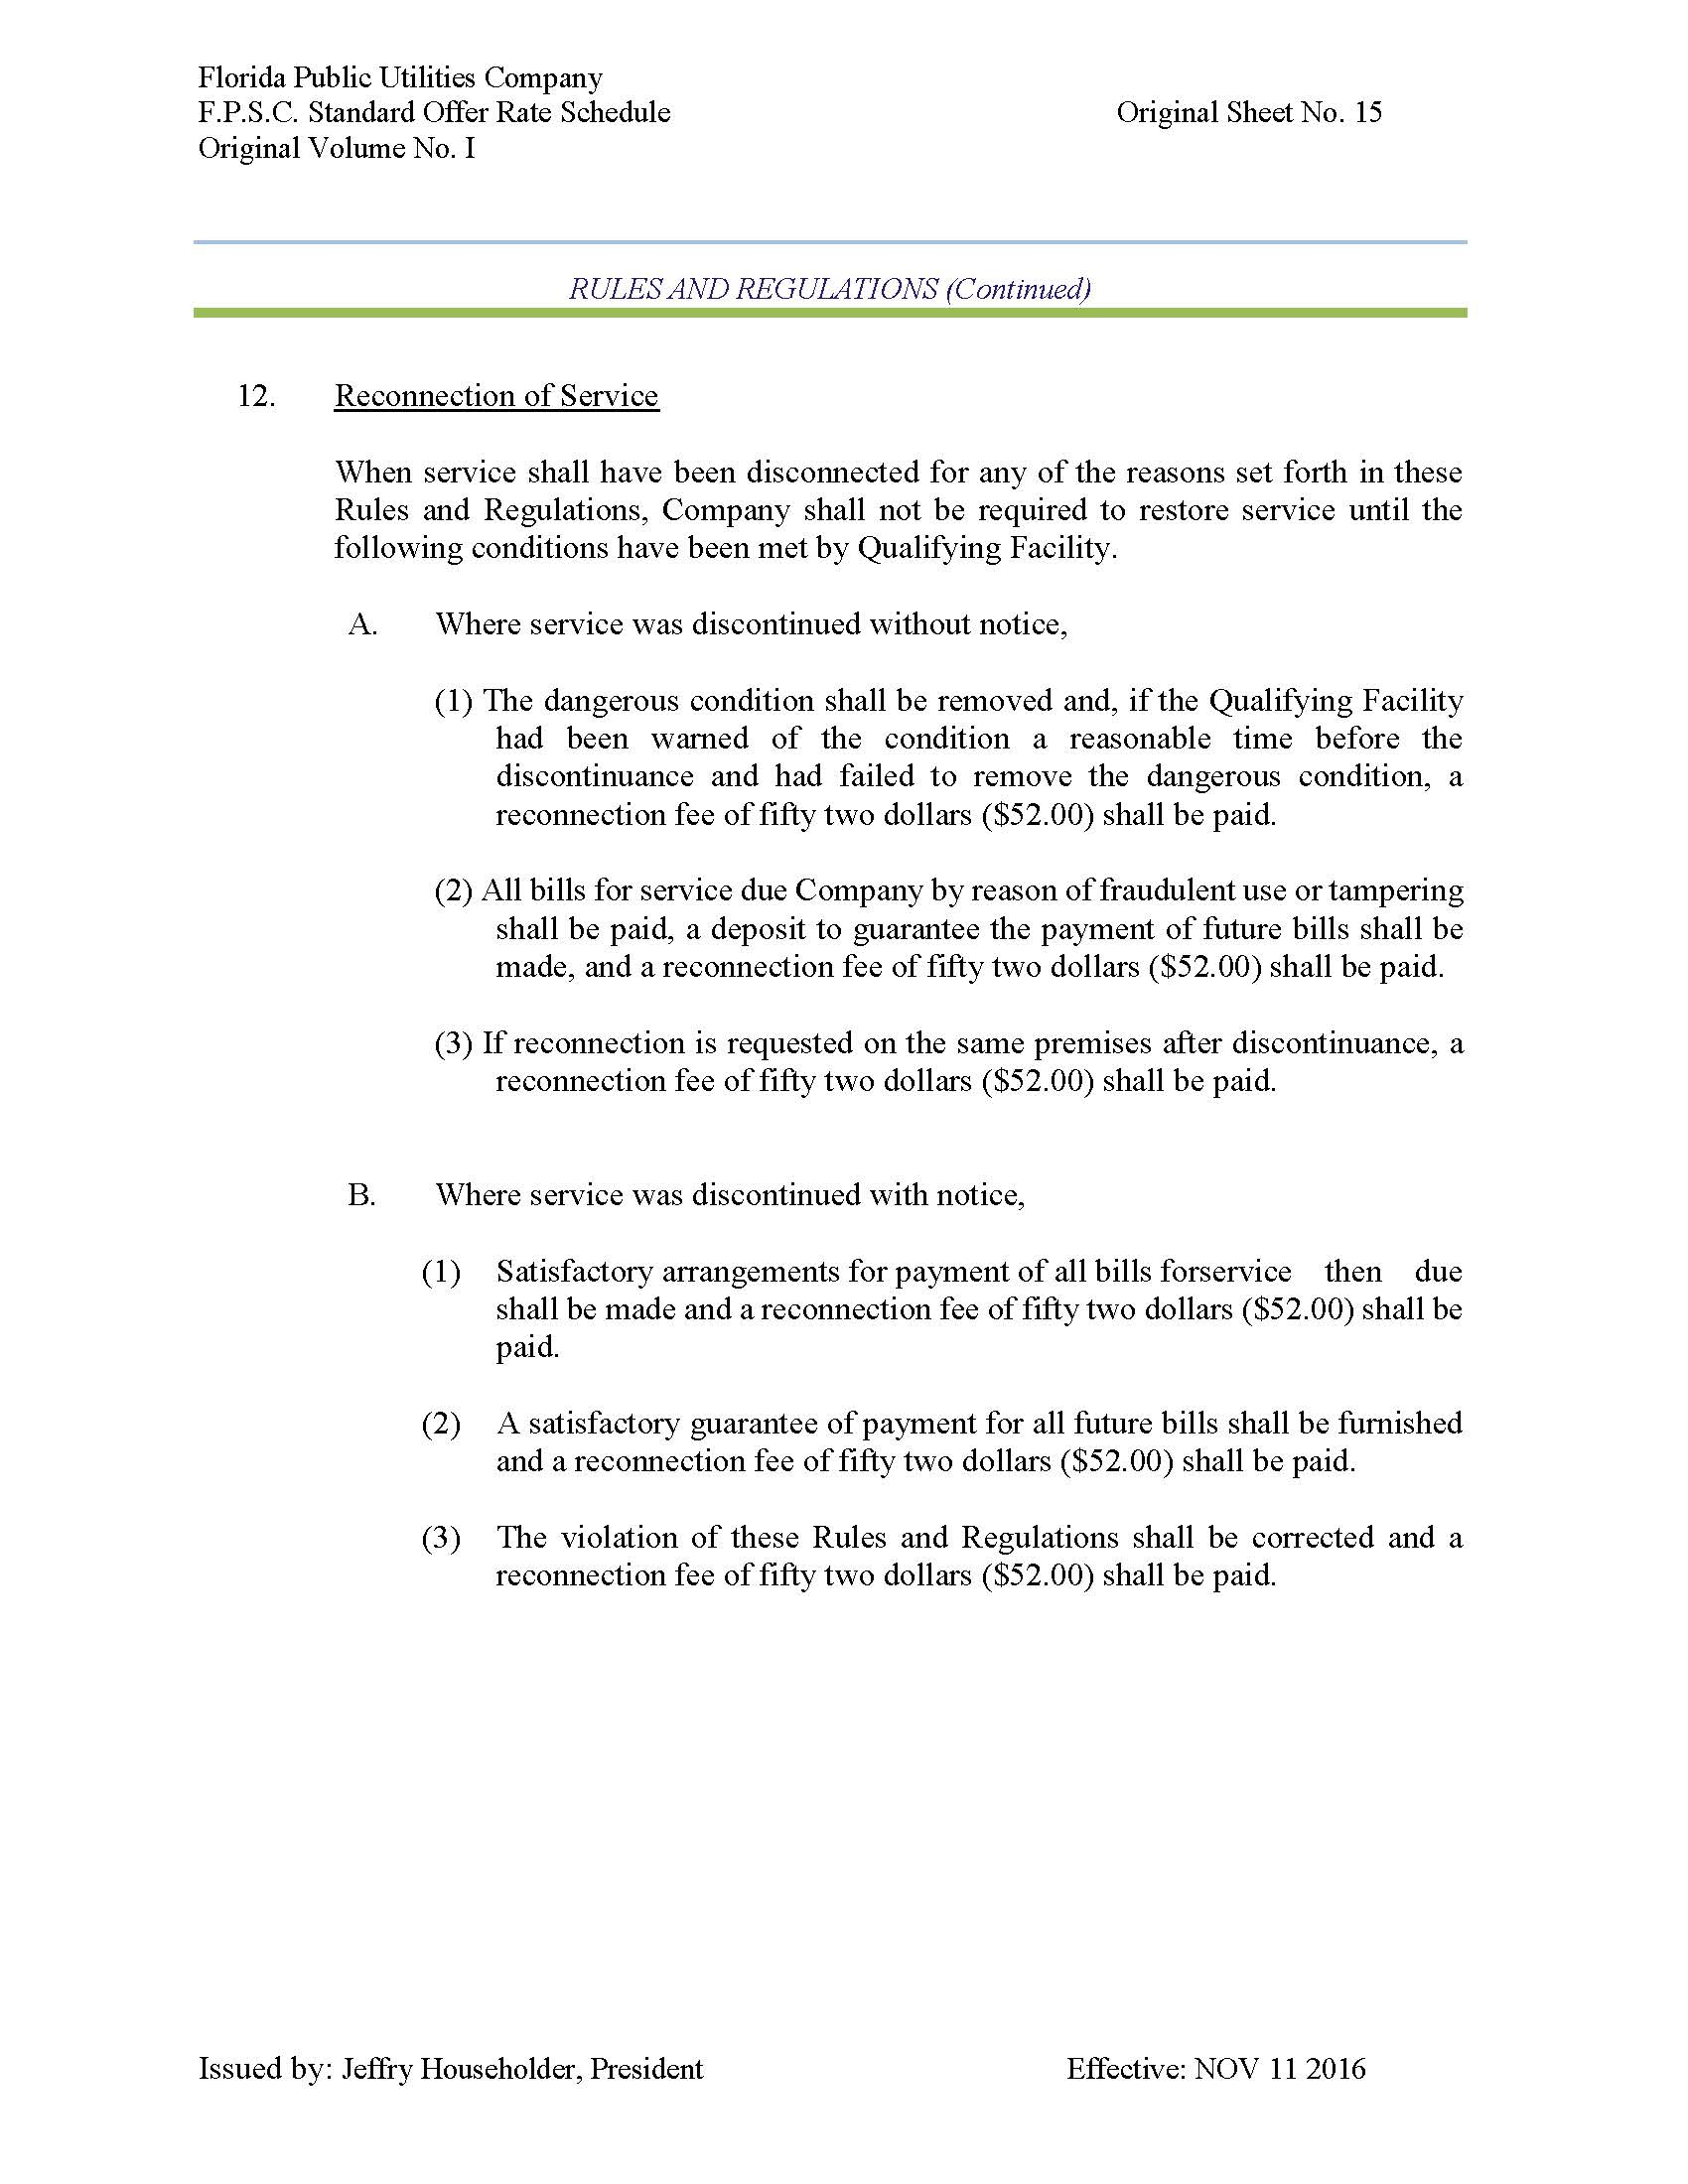 Florida Public Utilities Company
F.P.S.C. Standard Offer Rate Schedule Original Sheet No. 15
Original Volume No. I
RULES AND REGULATIONS (Continued)
12. Reconnection of Service
When service shall have been disconnected for any of the reasons set forth in these
Rules and Regulations, Company shall not be required to restore service until the
following conditions have been met by Qualifying Facility.
A. Where service was discontinued without notice,
(1) The dangerous condition shall be removed and, if the Qualifying Facility
had been warned of the condition a reasonable time before the
discontinuance and had failed to remove the dangerous condition, a
reconnection fee of fifty two dollars ($52.00) shall be paid.
(2) All bills for service due Company by reason of fraudulent use or tampering
shall be paid, a deposit to guarantee the payment of future bills shall be
made, and a reconnection fee of fifty two dollars ($52.00) shall be paid.
(3) If reconnection is requested on the same premises after discontinuance, a
reconnection fee of fifty two dollars ($52.00) shall be paid.
B. Where service was discontinued with notice,
(1) Satisfactory arrangements for payment of all bills forservice then due
shall be made and a reconnection fee of fifty two dollars ($52.00) shall be
paid.
(2) A satisfactory guarantee of payment for all future bills shall be furnished
and a reconnection fee of fifty two dollars ($52.00) shall be paid.
(3) The violation of these Rules and Regulations shall be corrected and a
reconnection fee of fifty two dollars ($52.00) shall be paid.
Issued by: Jeffry Householder, President Effective: NOV 11 2016